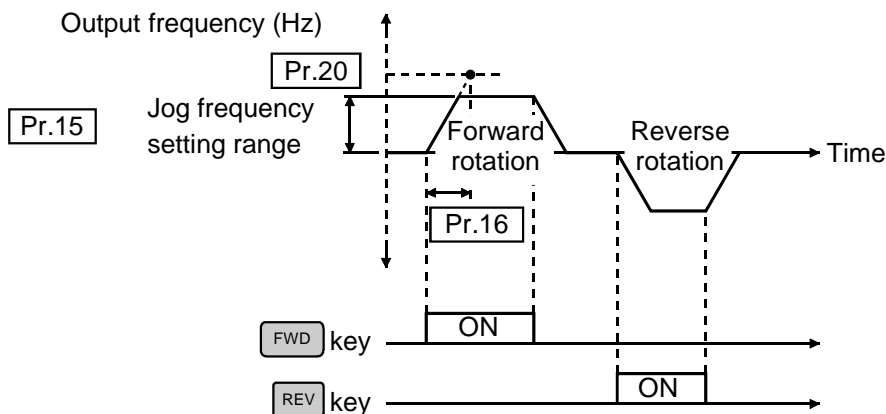 Output frequency (Hz)
Pr.20
Pr.15
Jog frequency
setting range
Forward
rotation
Reverse
rotation
Time
Pr.16
FWD key
ON
REV key
ON